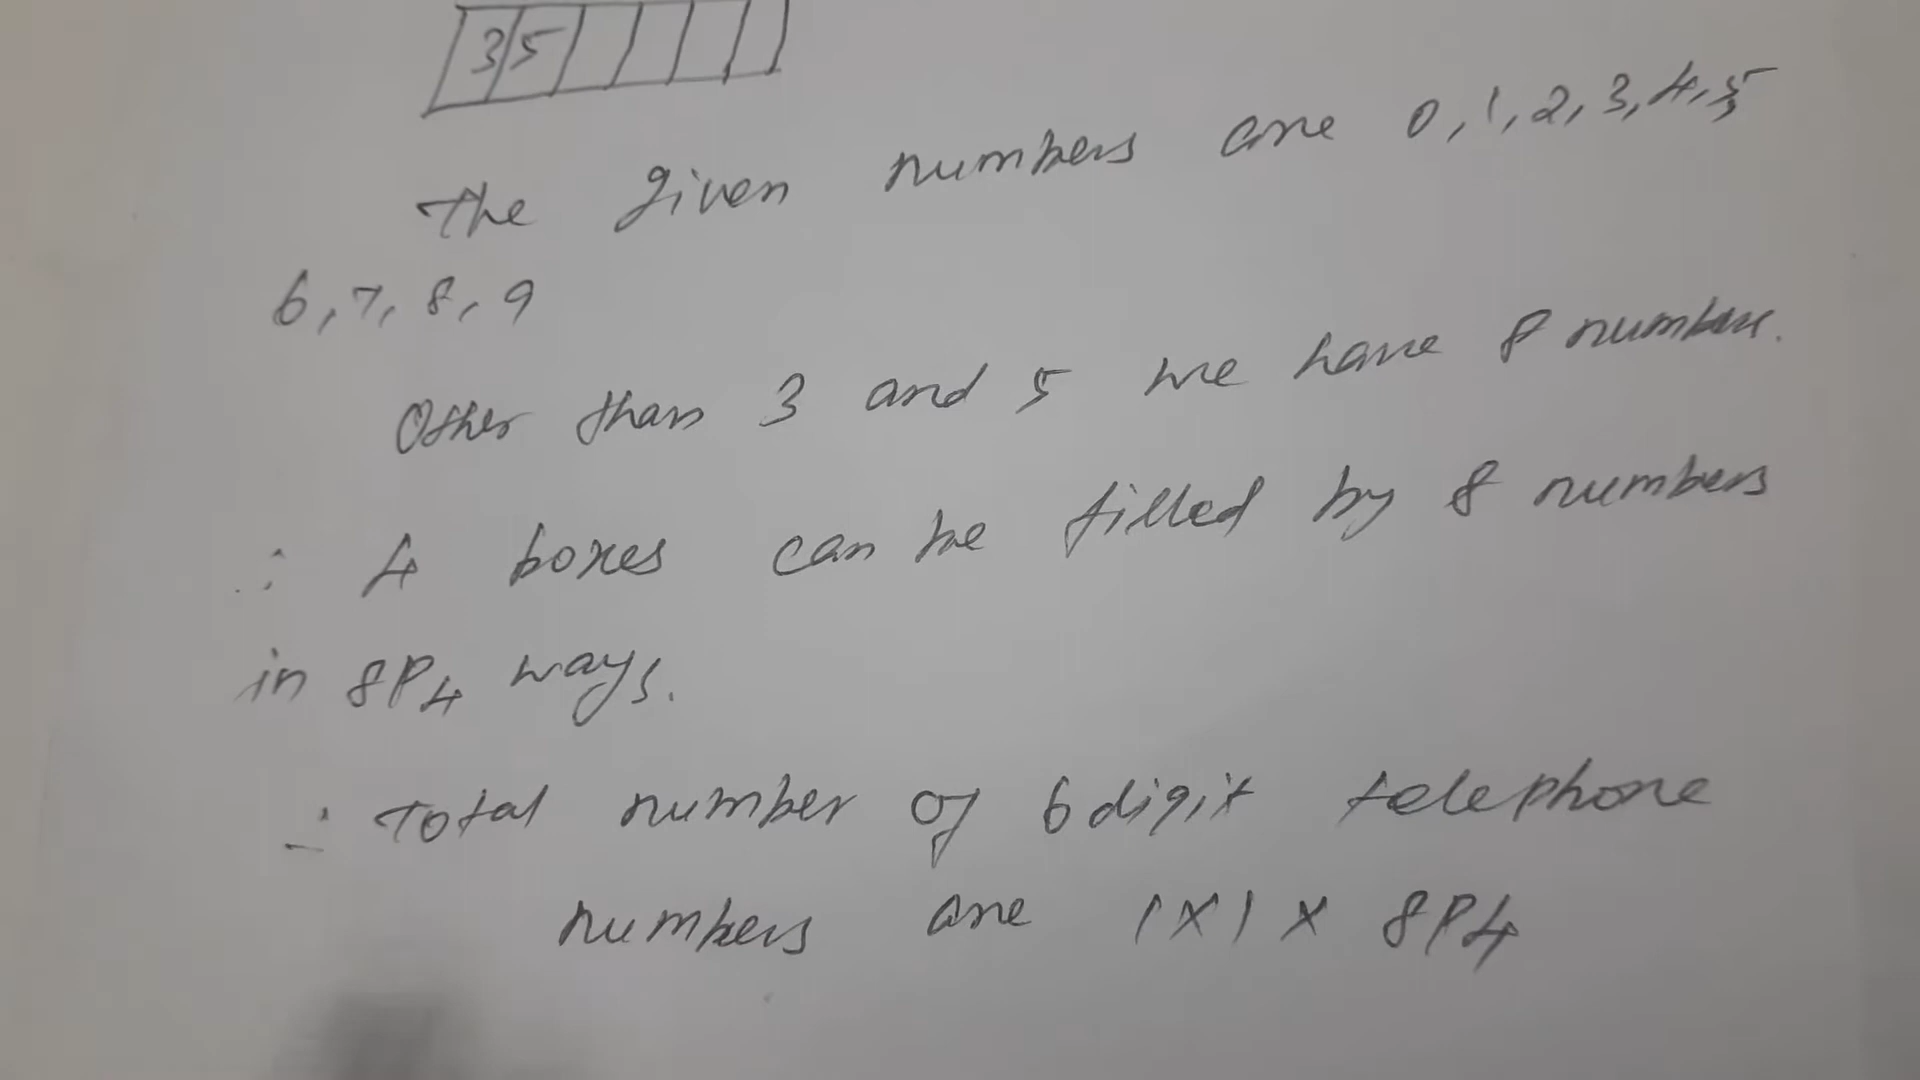 3 5
The given numbers are 0, 1, 2, 3, 4, 5
6, 7, 8, 9
Other than 3 and 5 we have 8 numbers.
∴ 4 boxes can be filled by 8 numbers
in 8P4 ways.
∴ Total number of 6 digit telephone
numbers are 1 X 1 X 8P4